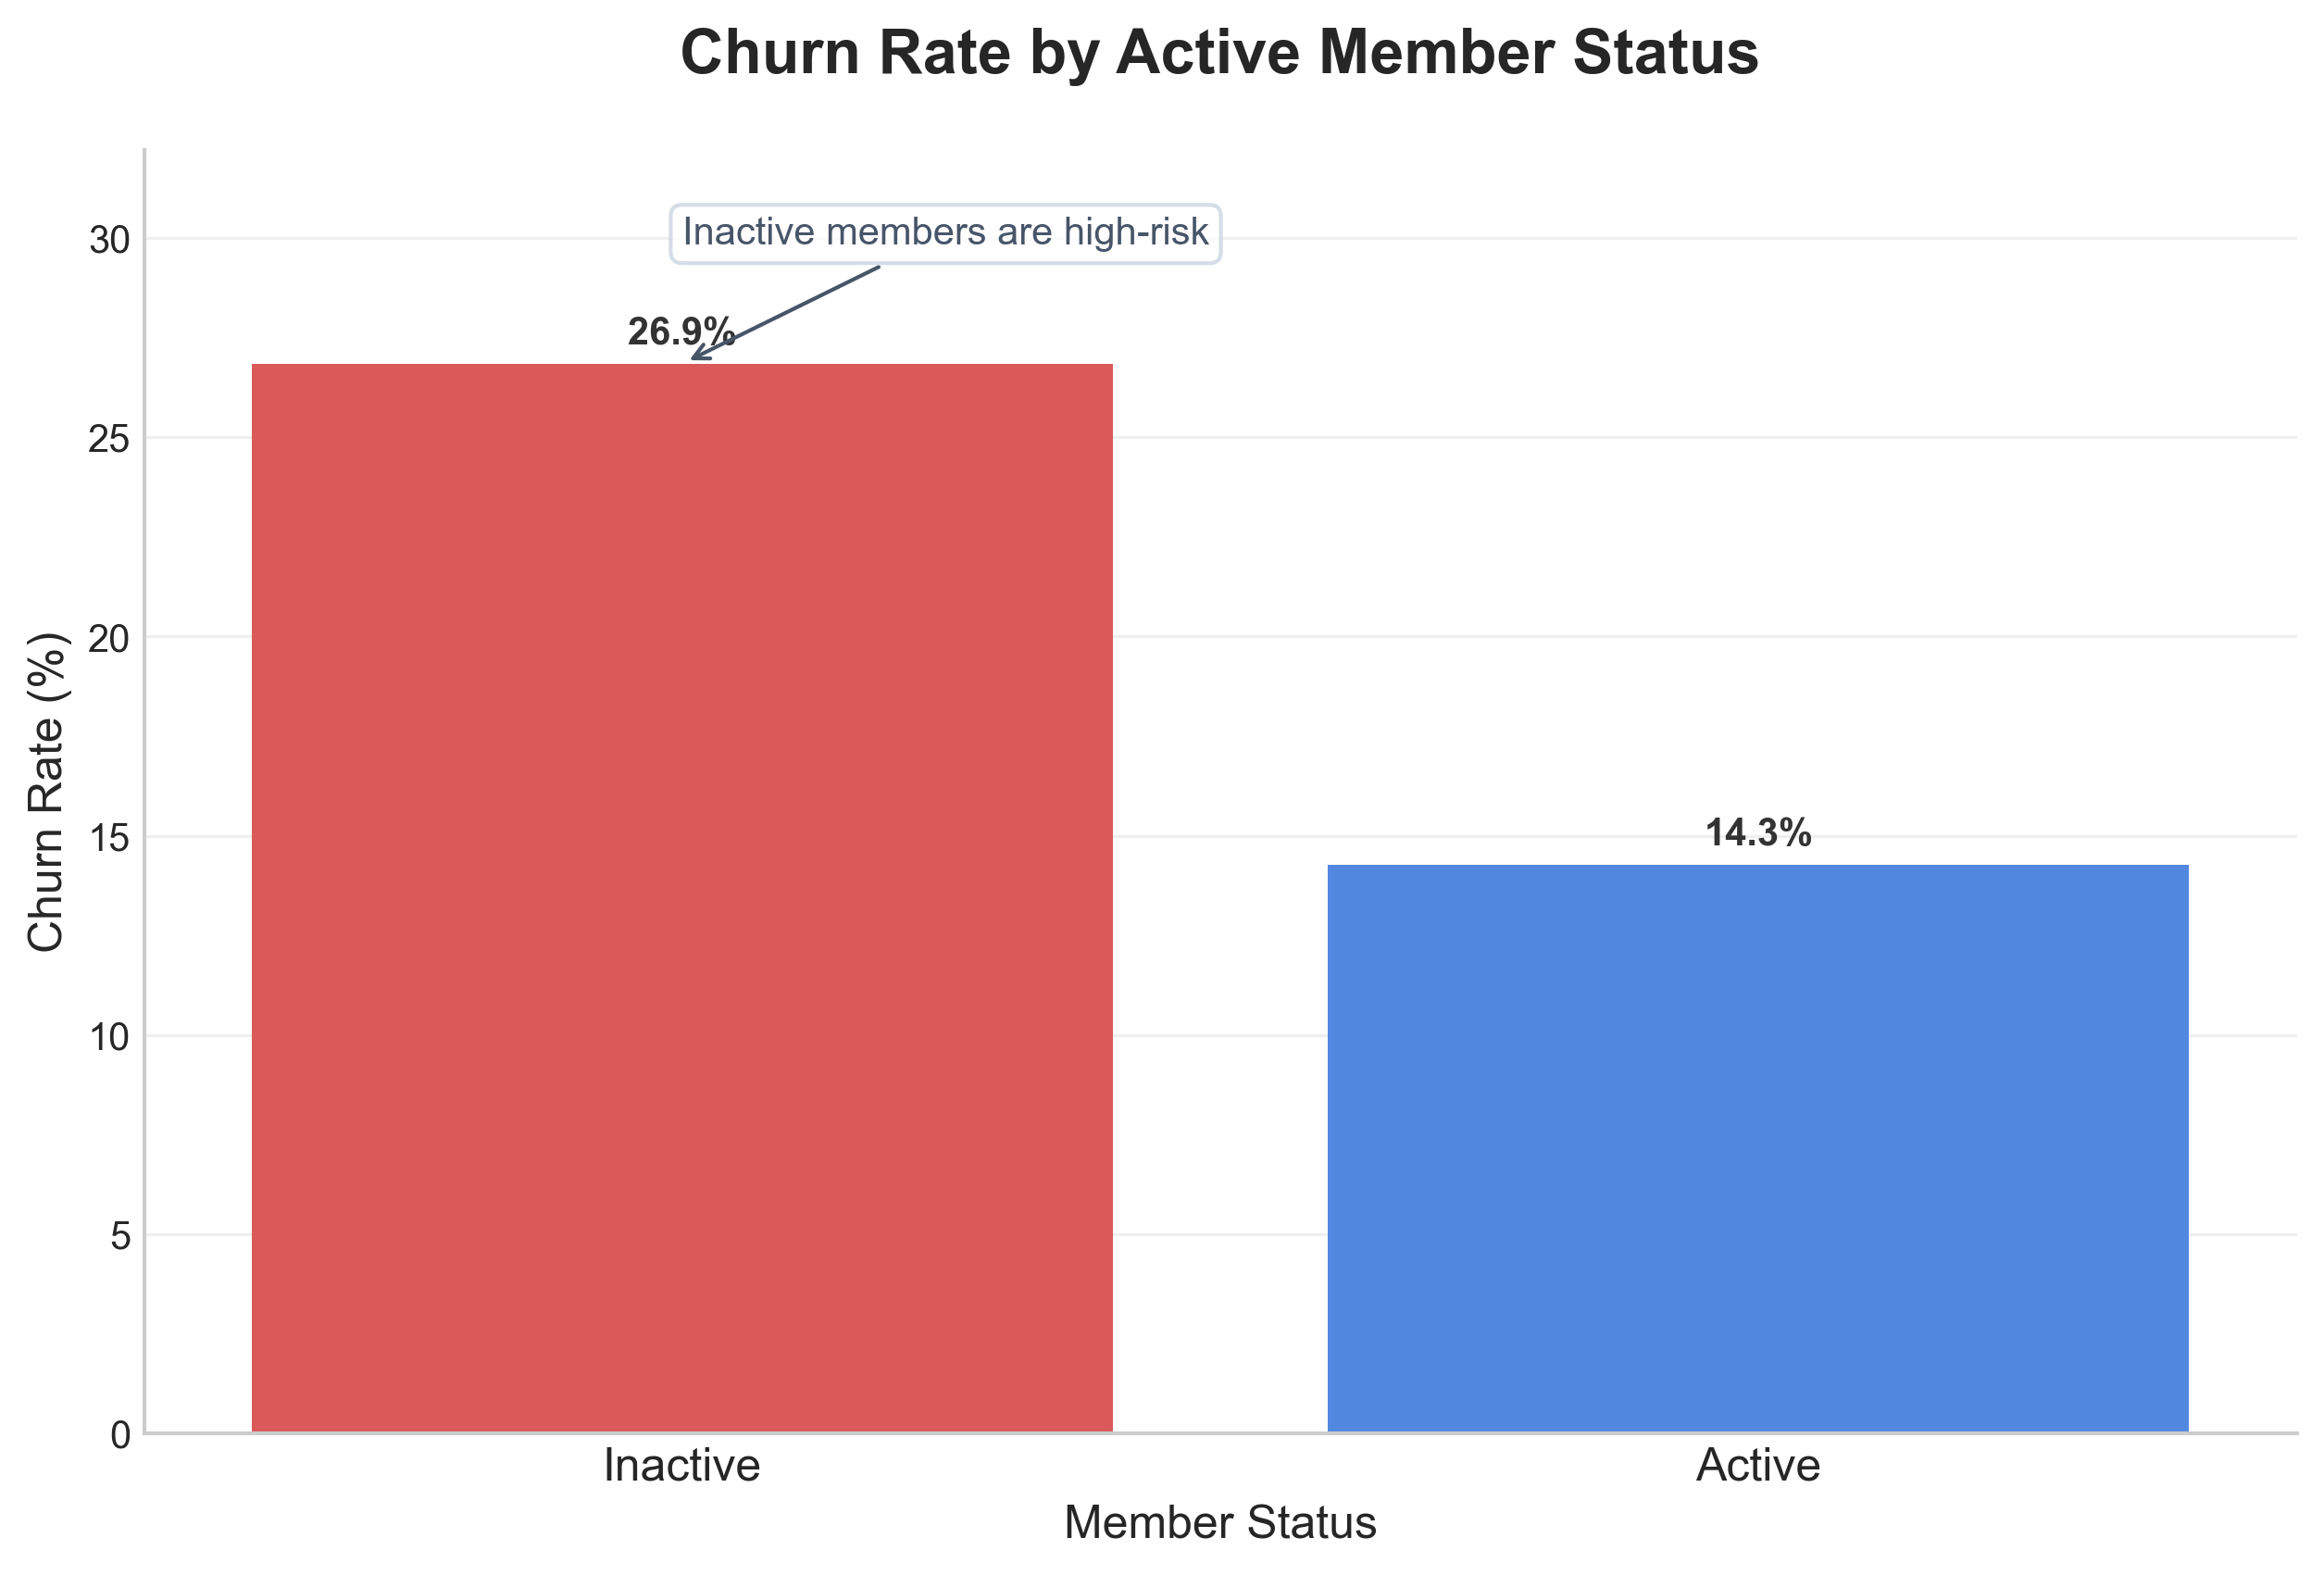 Churn Rate by Active Member Status
Inactive members are high-risk
30
26.9%
25
20
15
14.3%
10
5
0
Churn Rate (%)
Inactive
Active
Member Status